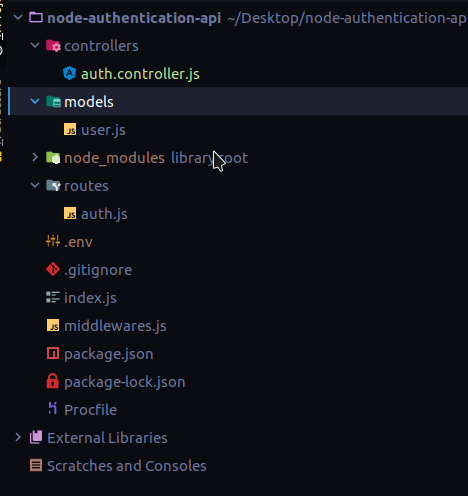 node-authentication-api ~/Desktop/node-authentication-ap
controllers
auth.controller.js
models
user.js
node_modules library root
routes
auth.js
.env
.gitignore
index.js
middlewares.js
package.json
package-lock.json
Procfile
External Libraries
Scratches and Consoles